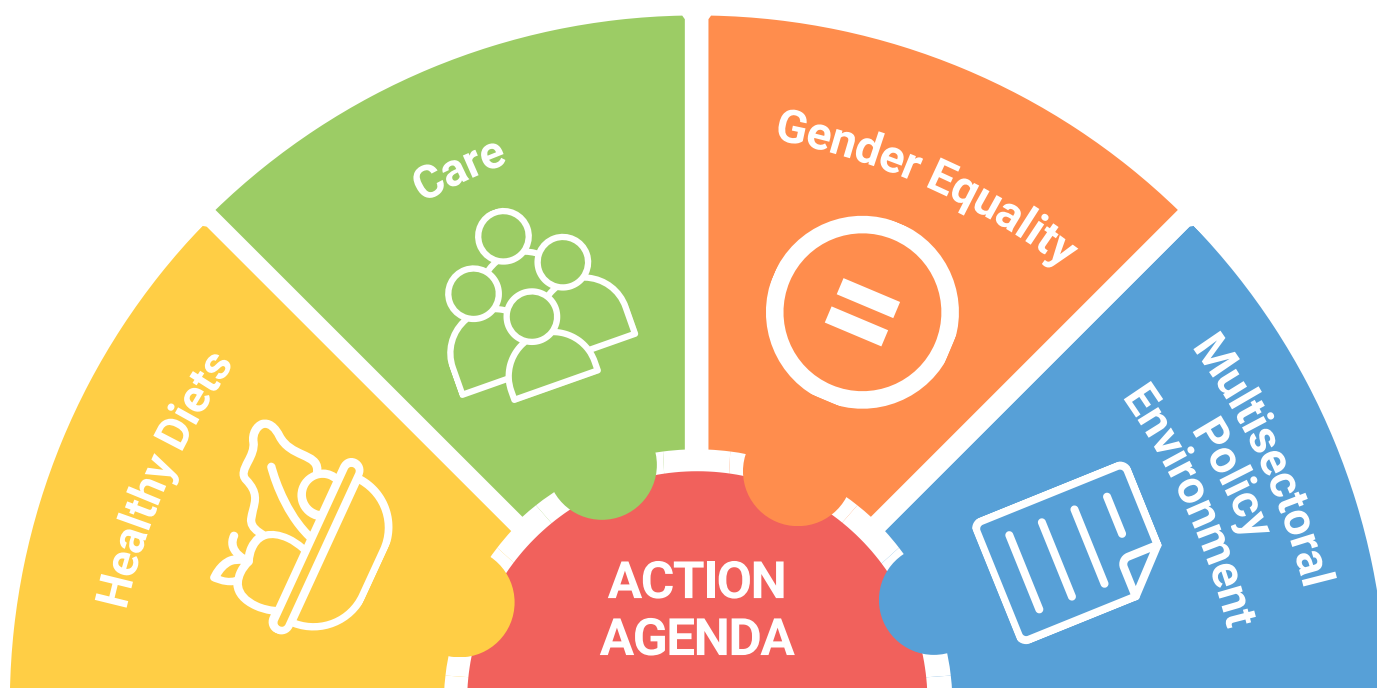 Healthy Diets
Care
Gender Equality
Multisectoral
Policy
Environment
ACTION
AGENDA